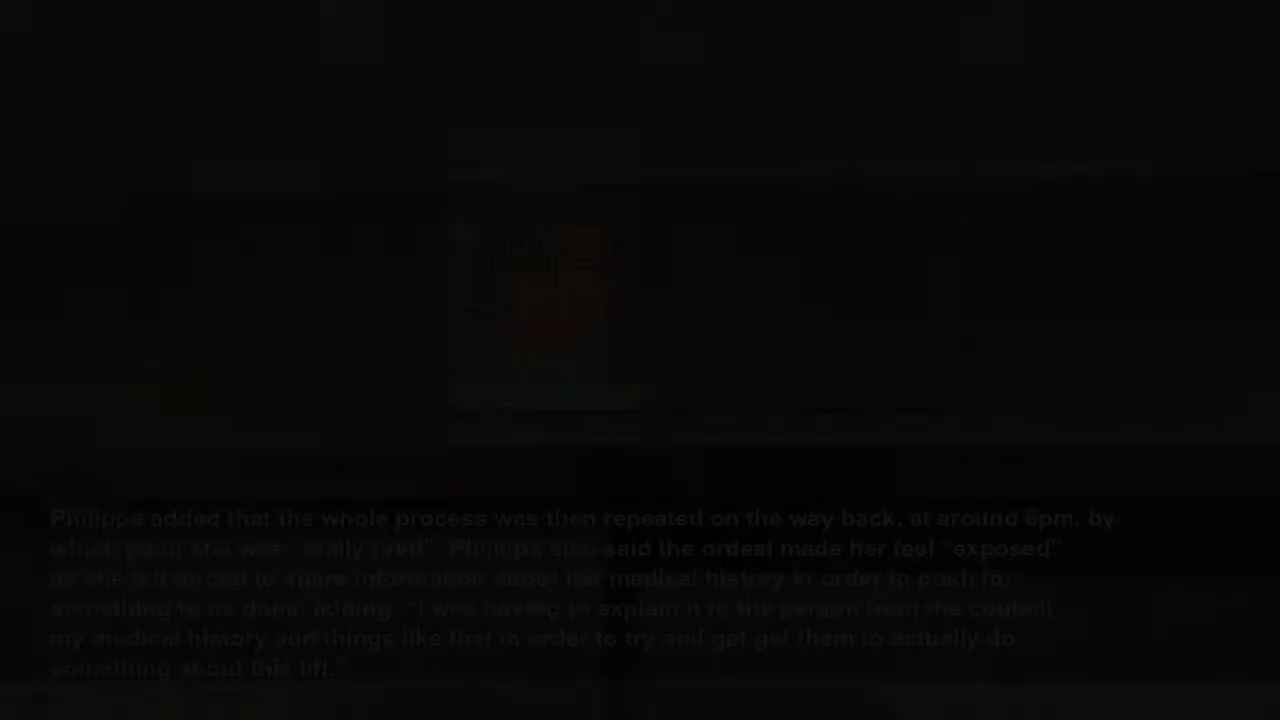 Philippa added that the whole process was then repeated on the way back, at around 6pm, by
which point she was "really tired". Philippa also said the ordeal made her feel "exposed"
as she felt forced to share information about her medical history in order to push for
something to be done, adding: "I was having to explain it to the person from the council
my medical history and things like that in order to try and get get them to actually do
something about this lift."